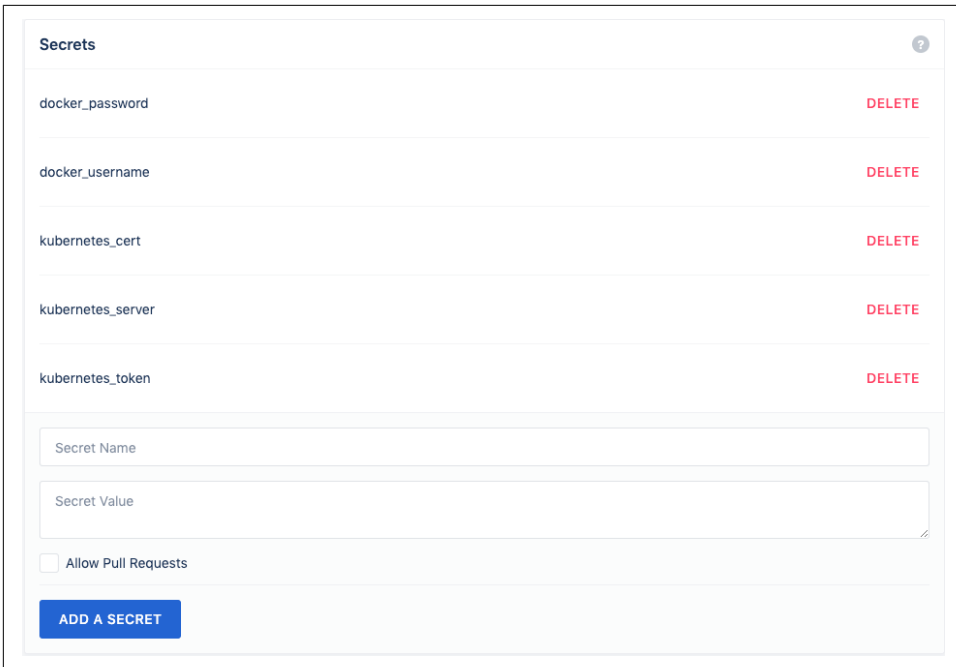 Secrets
?
docker_password
DELETE
docker_username
DELETE
kubernetes_cert
DELETE
kubernetes_server
DELETE
kubernetes_token
DELETE
Secret Name
Secret Value
Allow Pull Requests
ADD A SECRET